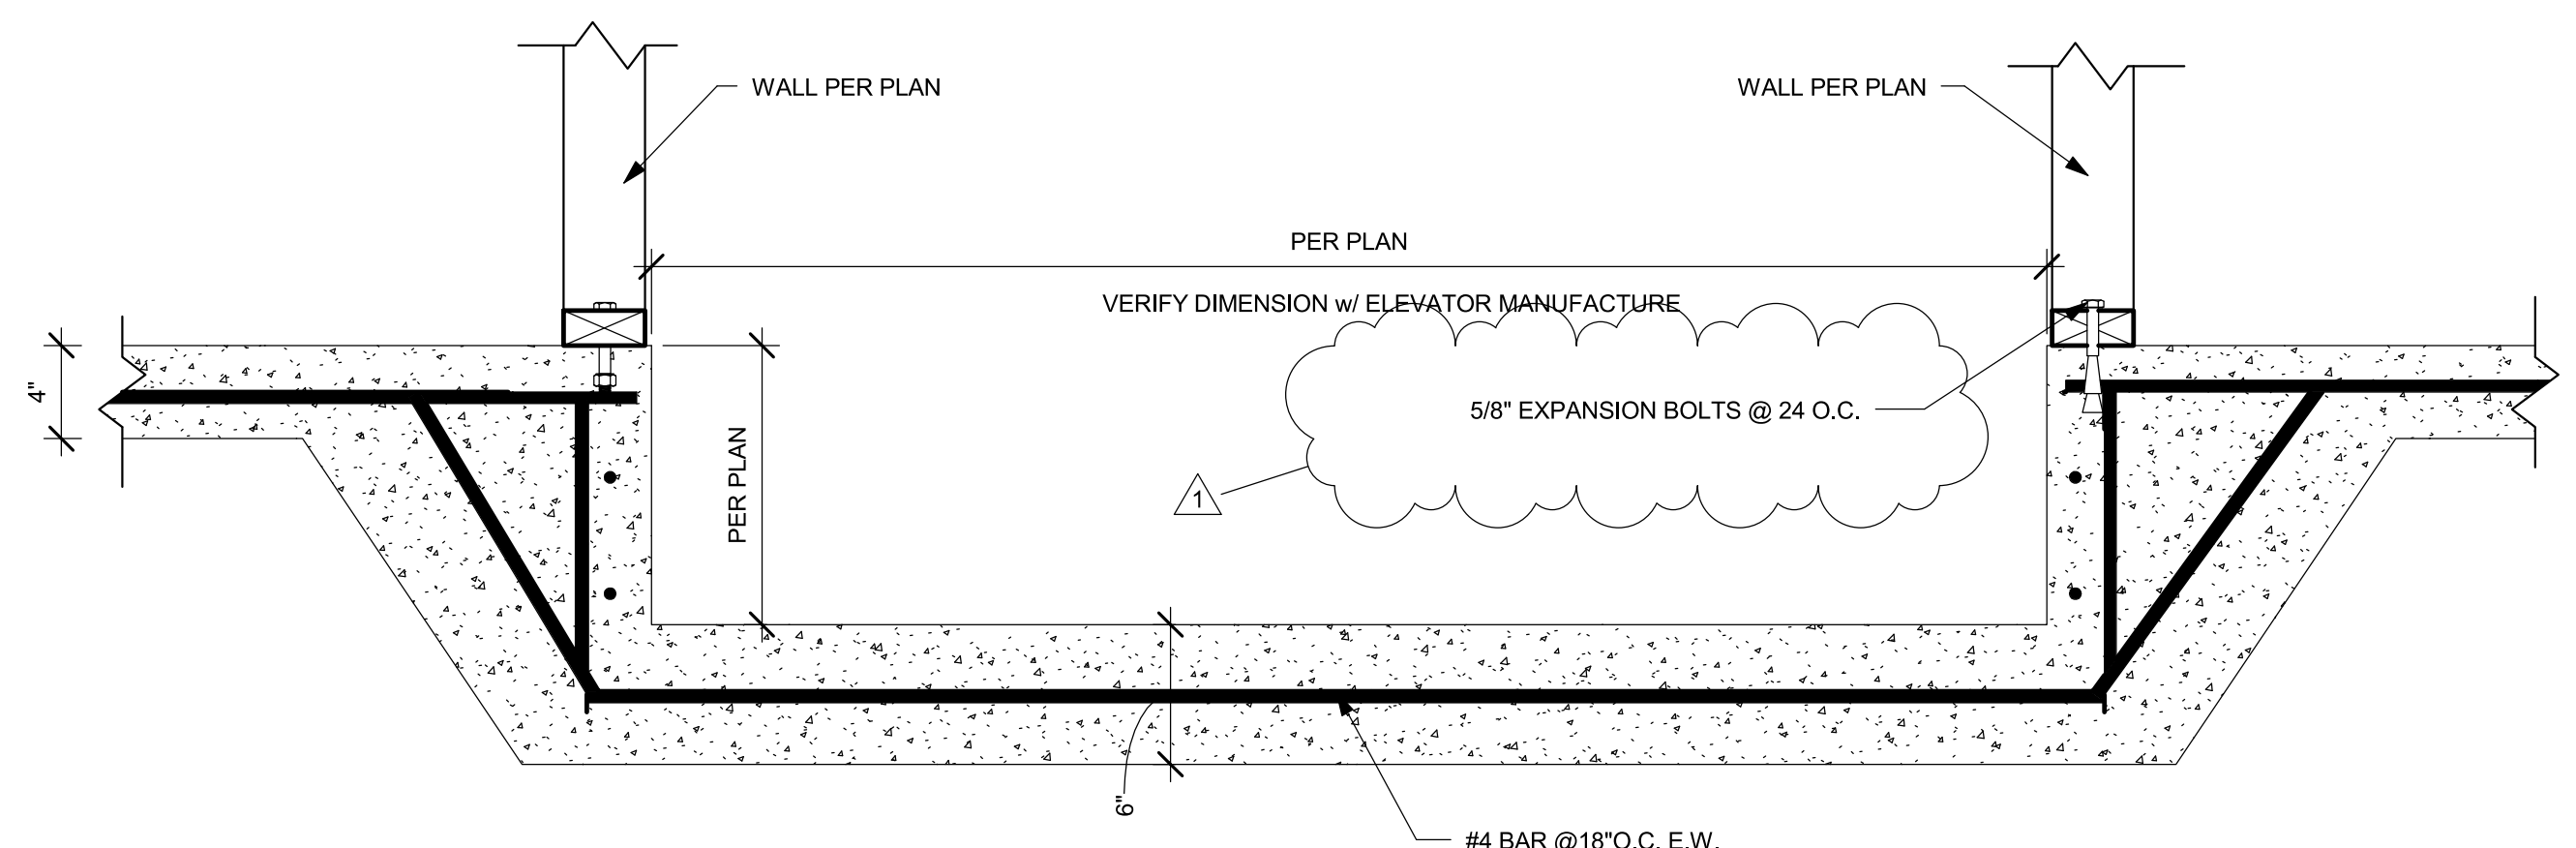 WALL PER PLAN
WALL PER PLAN
PER PLAN
VERIFY DIMENSION w/ ELEVATOR MANUFACTURE
4"
5/8" EXPANSION BOLTS @ 24 O.C.
PER PLAN
1
6"
#4 BAR @18"O.C. E.W.